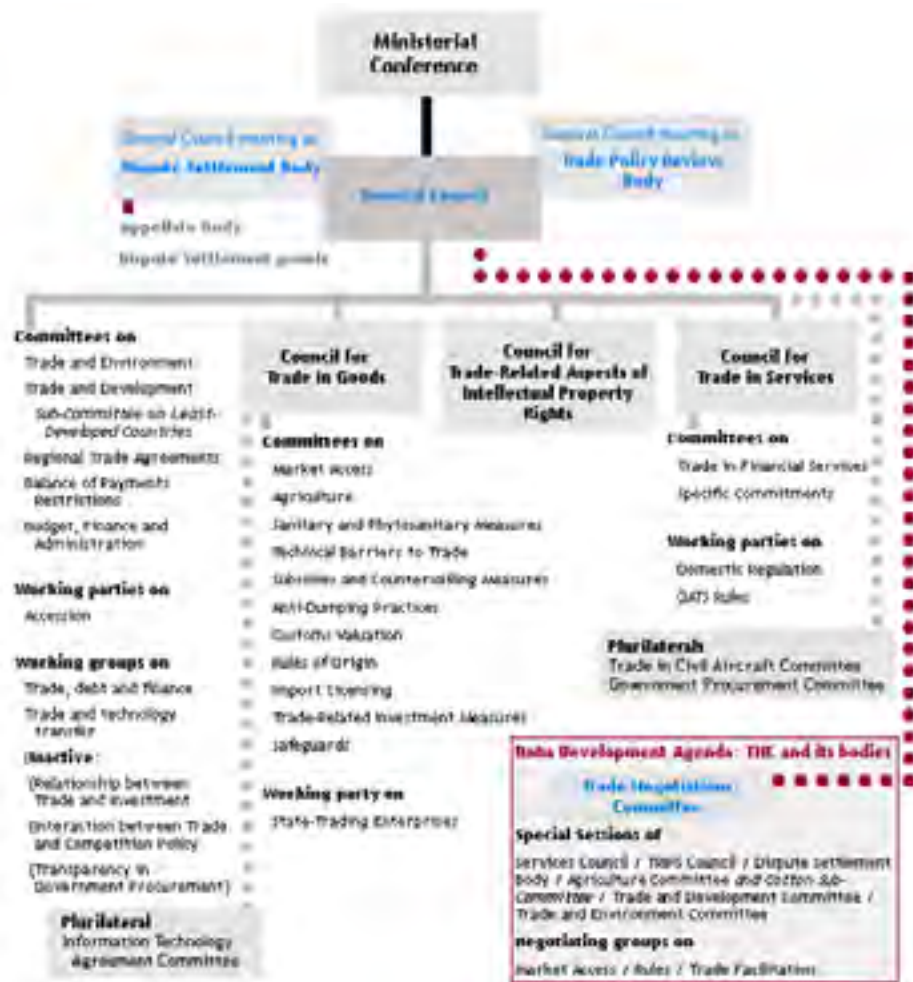 Ministerial
Conference
General Council meeting as
Dispute Settlement Body
Appellate Body
Dispute Settlement panels
General Council meeting as
Trade Policy Review
Body
General Council
Committees on
Trade and Environment
Trade and Development
Sub-Committee on Least-
Developed Countries
Regional Trade Agreements
Balance of Payments
Restrictions
Budget, Finance and
Administration
Working parties on
Accession
Working groups on
Trade, debt and finance
Trade and technology
transfer
(Inactive:
(Relationship between
Trade and Investment
(Interaction between Trade
and Competition Policy
(Transparency in
Government Procurement)
Plurilateral
Information Technology
Agreement Committee
Council for
Trade in Goods
Committees on
Market Access
Agriculture
Sanitary and Phytosanitary Measures
Technical Barriers to Trade
Subsidies and Countervailing Measures
Anti-Dumping Practices
Customs Valuation
Rules of Origin
Import Licensing
Trade-Related Investment Measures
Safeguards
Working party on
State-Trading Enterprises
Council for
Trade-Related Aspects of
Intellectual Property
Rights
Council for
Trade in Services
Committees on
Trade in Financial Services
Specific Commitments
Working parties on
Domestic Regulation
GATS Rules
Plurilaterals
Trade in Civil Aircraft Committee
Government Procurement Committee
Doha Development Agenda: TNC and its bodies
Trade Negotiations
Committee
Special Sessions of
Services Council / TRIPS Council / Dispute Settlement
Body / Agriculture Committee and Cotton Sub-
Committee / Trade and Development Committee /
Trade and Environment Committee
Negotiating groups on
Market Access / Rules / Trade Facilitation